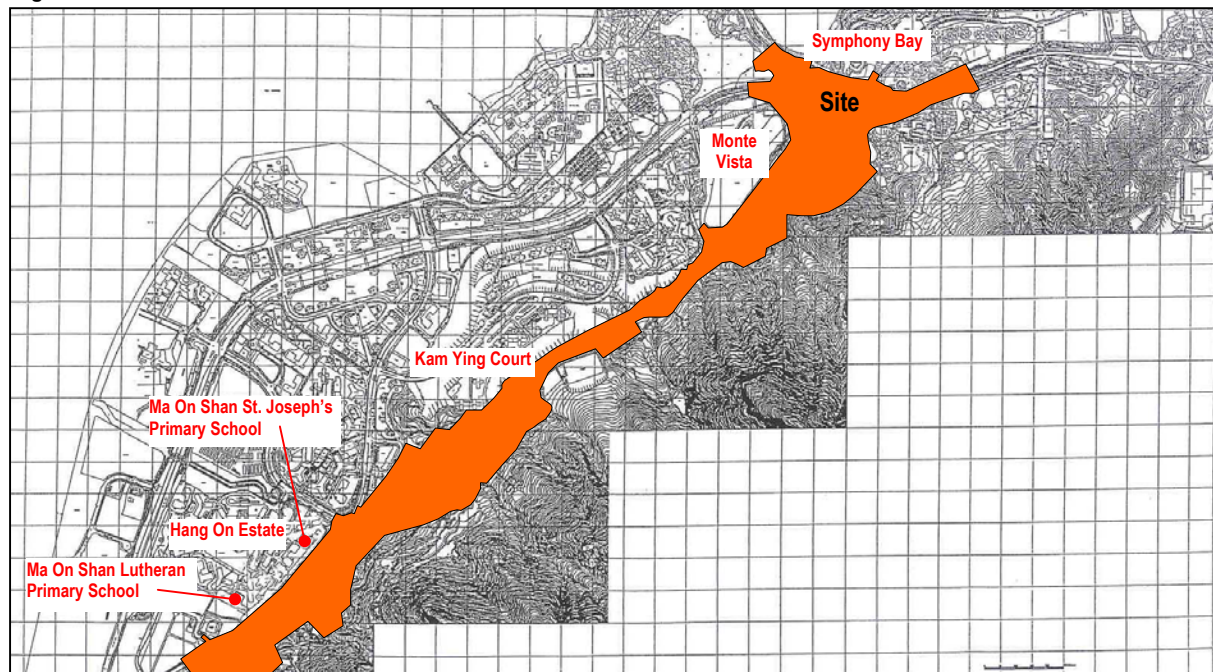 Symphony Bay
Site
Monte
Vista
Kam Ying Court
Ma On Shan St. Joseph's
Primary School
Hang On Estate
Ma On Shan Lutheran
Primary School